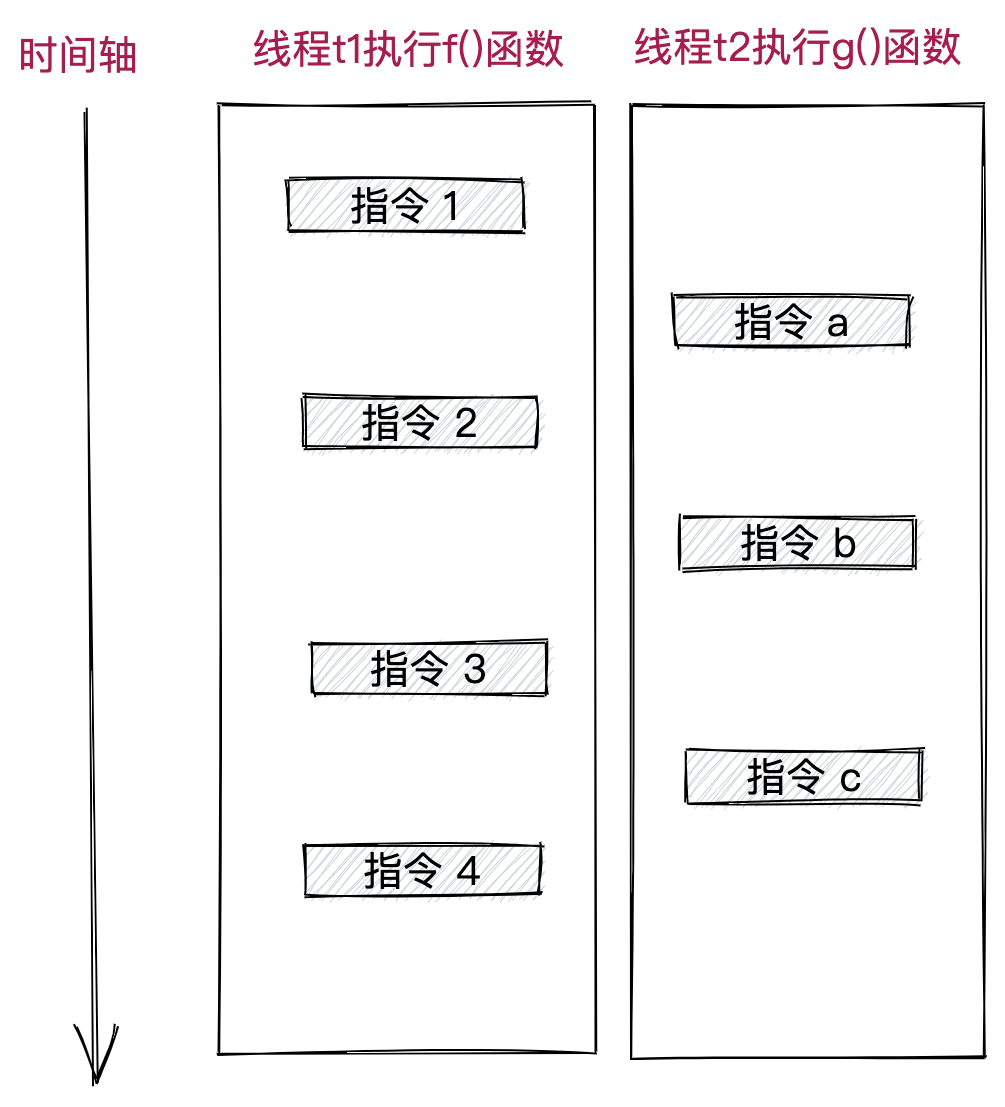 时间轴
线程t1执行f()函数
线程t2执行g()函数
指令 1
指令 a
指令 2
指令 b
指令 3
指令 c
指令 4